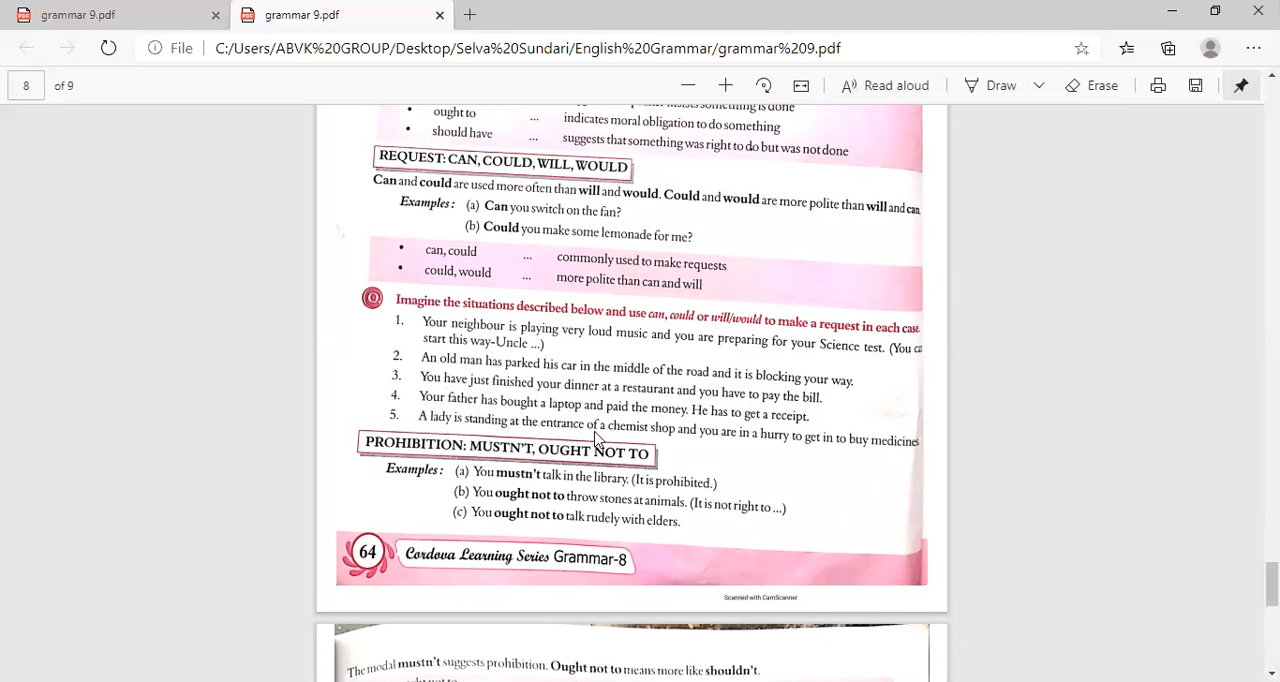 grammar 9.pdf
grammar 9.pdf
File
C:/Users/ABVK%20GROUP/Desktop/Selva%20Sundari/English%20Grammar/grammar%209.pdf
8 of 9
Read aloud
Draw
Erase
something is done
• ought to ... indicates moral obligation to do something
• should have ... suggests that something was right to do but was not done
REQUEST: CAN, COULD, WILL, WOULD
Can and could are used more often than will and would. Could and would are more polite than will and can
Examples: (a) Can you switch on the fan?
(b) Could you make some lemonade for me?
• can, could ... commonly used to make requests
• could, would ... more polite than can and will
Q Imagine the situations described below and use can, could or will/would to make a request in each case.
1. Your neighbour is playing very loud music and you are preparing for your Science test. (You ca
start this way-Uncle ...)
2. An old man has parked his car in the middle of the road and it is blocking your way.
3. You have just finished your dinner at a restaurant and you have to pay the bill.
4. Your father has bought a laptop and paid the money. He has to get a receipt.
5. A lady is standing at the entrance of a chemist shop and you are in a hurry to get in to buy medicines
PROHIBITION: MUSTN'T, OUGHT NOT TO
Examples: (a) You mustn't talk in the library. (It is prohibited.)
(b) You ought not to throw stones at animals. (It is not right to ...)
(c) You ought not to talk rudely with elders.
64 Cordova Learning Series Grammar-8
Scanned with CamScanner
The modal mustn't suggests prohibition. Ought not to means more like shouldn't.